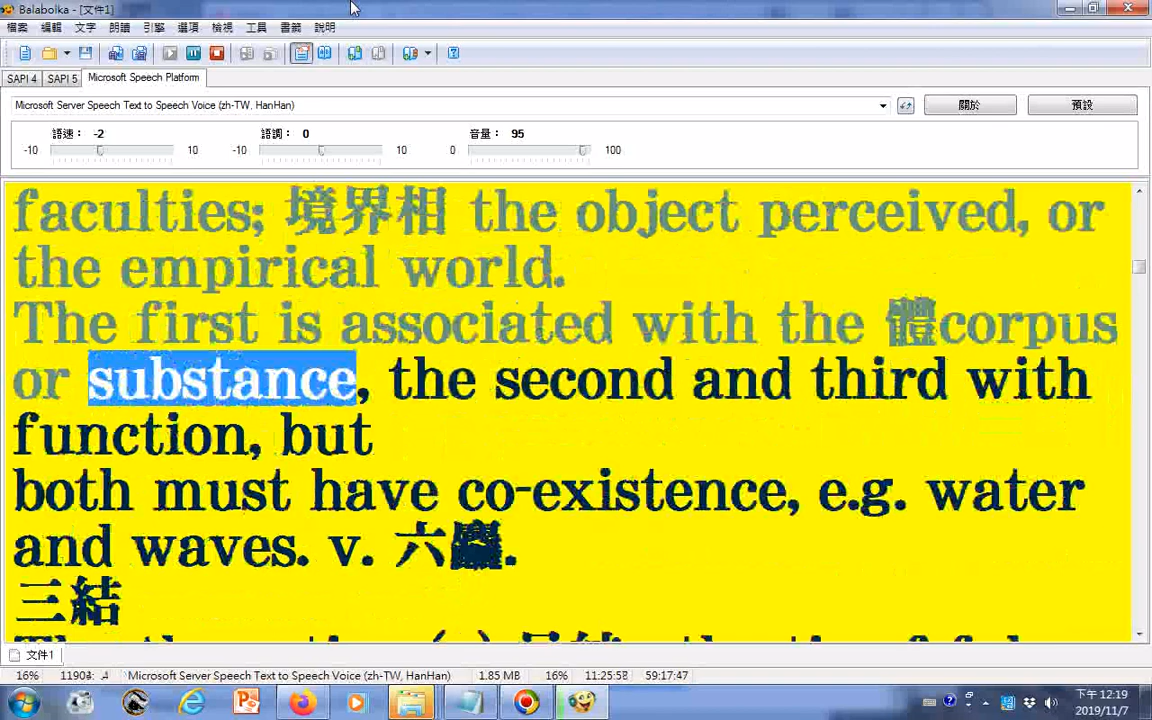 Balabolka - [文件1]
檔案 編輯 文字 朗讀 引擎 選項 檢視 工具 書籤 說明
SAPI 4 SAPI 5 Microsoft Speech Platform
Microsoft Server Speech Text to Speech Voice (zh-TW, HanHan) 關於 預設
語速： -2 語調： 0 音量： 95
-10 10 -10 10 0 100
faculties; 境界相 the object perceived, or
the empirical world.
The first is associated with the 體corpus
or substance, the second and third with
function, but
both must have co-existence, e.g. water
and waves. v. 六麤.
三結
文件1
16% Microsoft Server Speech Text to Speech Voice (zh-TW, HanHan) 1.85 MB 16% 11:25:58 59:17:47
下午 12:19
2019/11/7